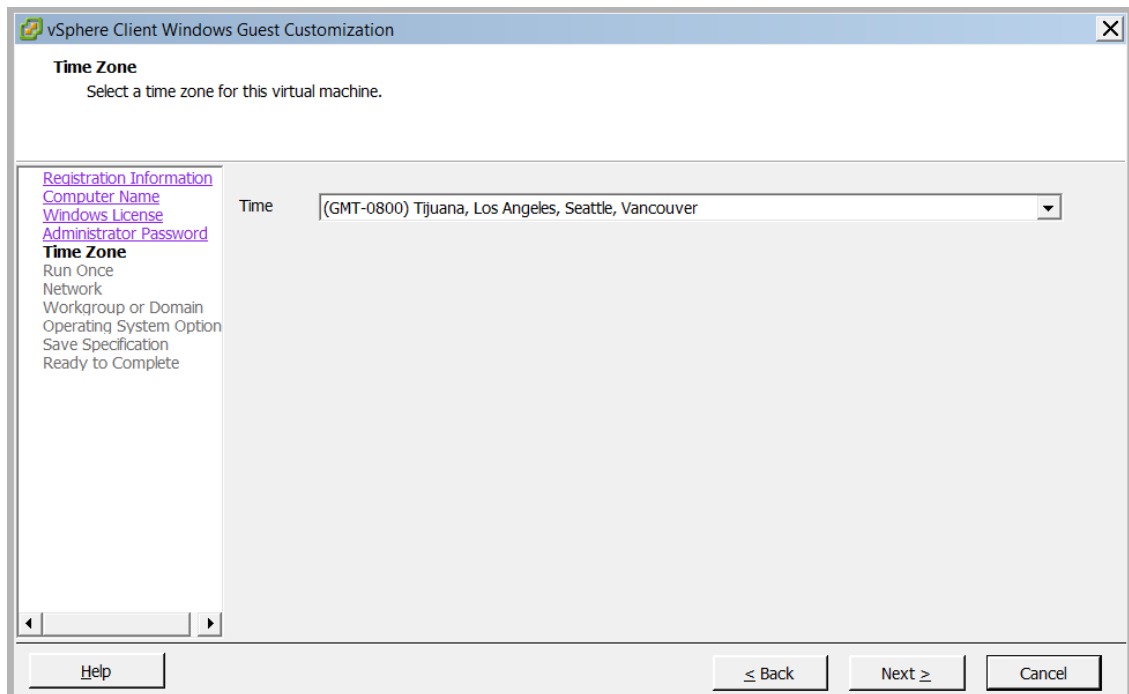 vSphere Client Windows Guest Customization
Time Zone
Select a time zone for this virtual machine.
Registration Information
Computer Name
Windows License
Administrator Password
Time Zone
Run Once
Network
Workgroup or Domain
Operating System Option
Save Specification
Ready to Complete
Time
(GMT-0800) Tijuana, Los Angeles, Seattle, Vancouver
Help
≤ Back
Next ≥
Cancel